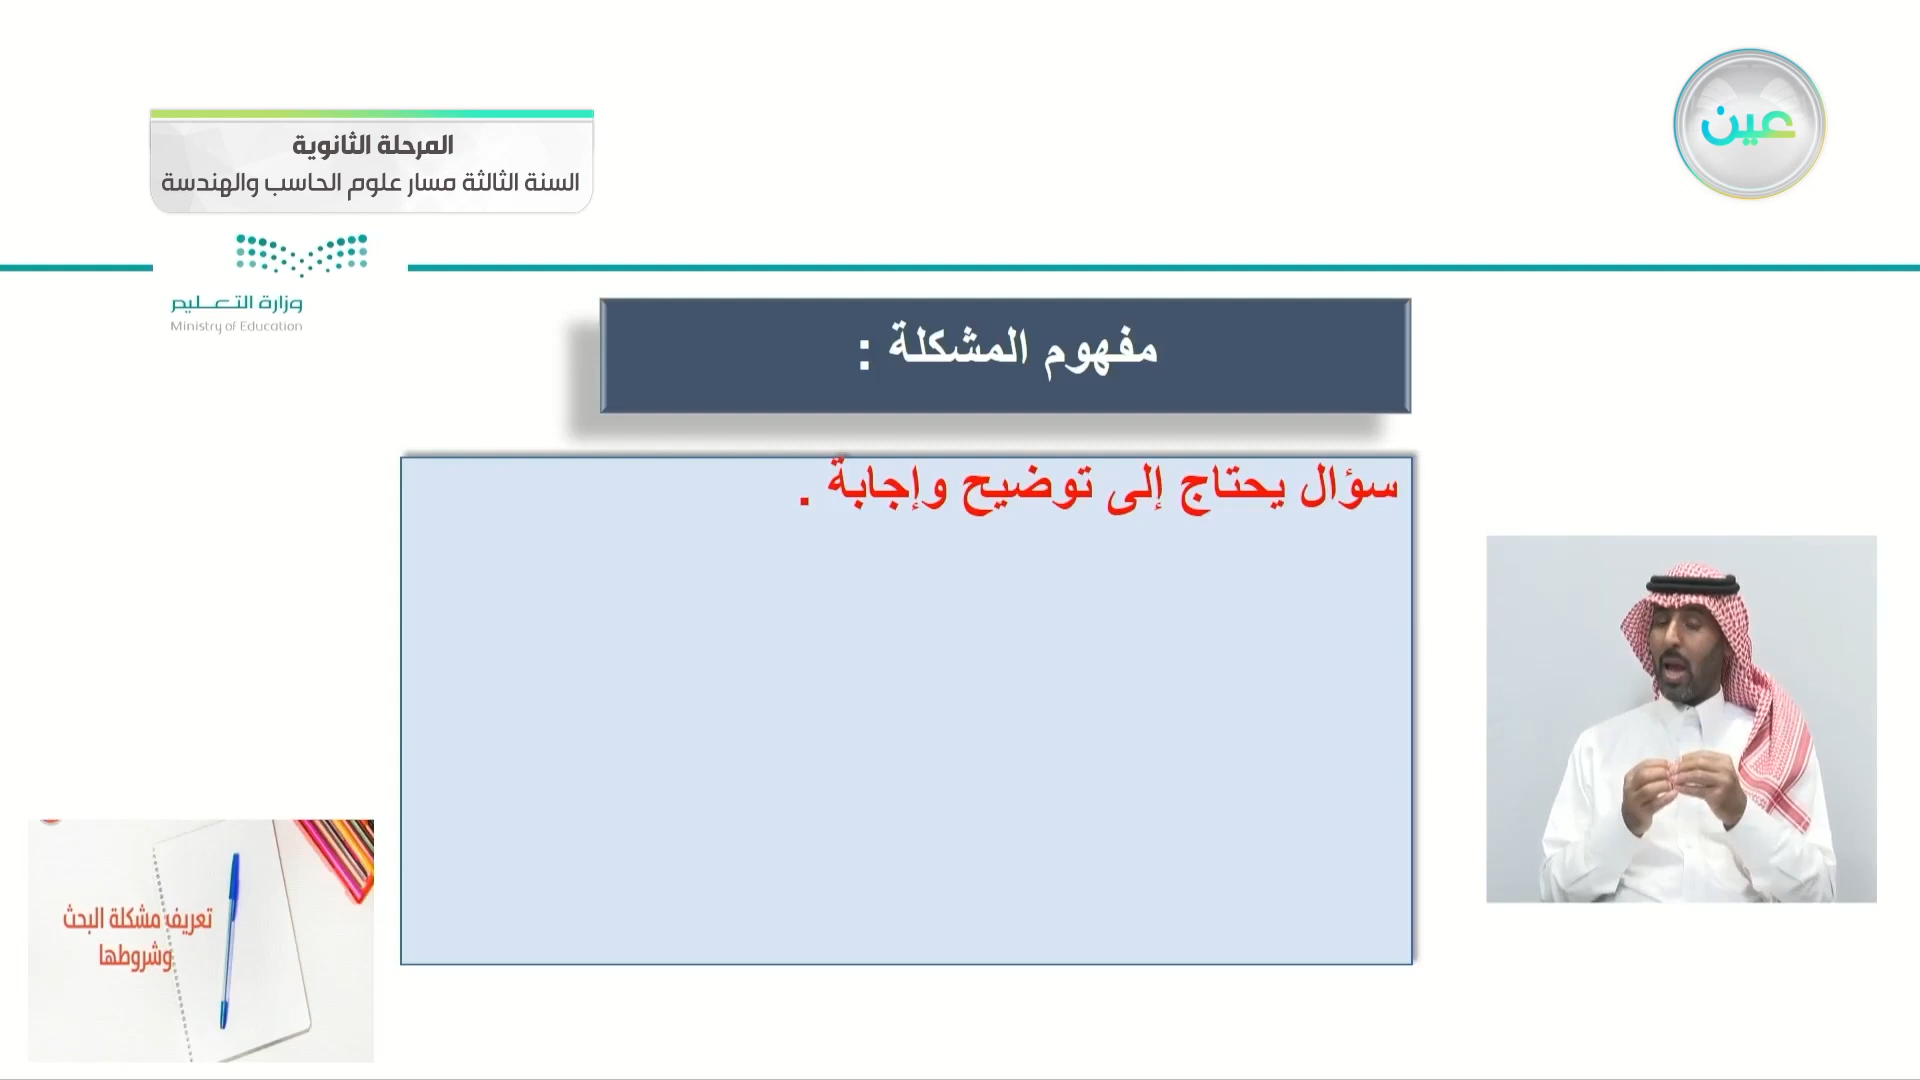 عين
المرحلة الثانوية
السنة الثالثة مسار علوم الحاسب والهندسة
وزارة التعليم
Ministry of Education
مفهوم المشكلة :
سؤال يحتاج إلى توضيح وإجابة .
تعريف مشكلة البحث
وشروطها